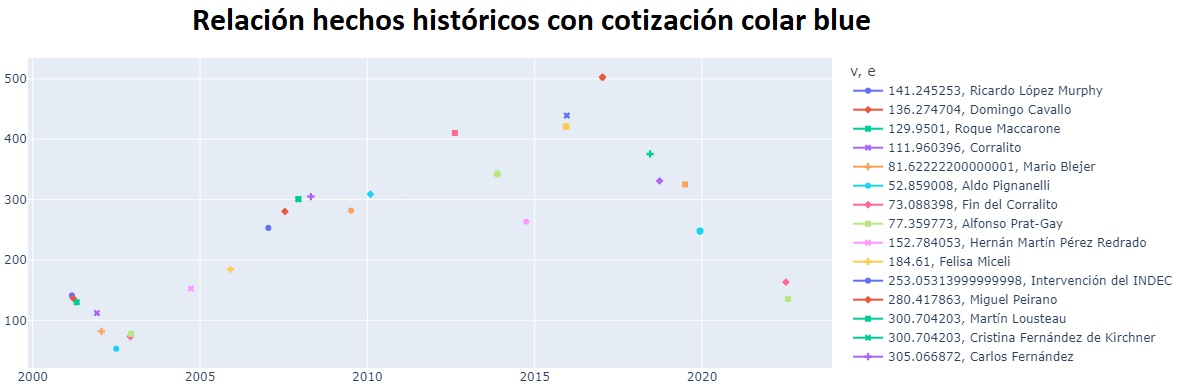 Relación hechos históricos con cotización colar blue
v, e
500
400
300
200
100
2000
2005
2010
2015
2020
141.245253, Ricardo López Murphy
136.274704, Domingo Cavallo
129.9501, Roque Maccarone
111.960396, Corralito
81.62222200000001, Mario Blejer
52.859008, Aldo Pignanelli
73.088398, Fin del Corralito
77.359773, Alfonso Prat-Gay
152.784053, Hernán Martín Pérez Redrado
184.61, Felisa Miceli
253.05313999999998, Intervención del INDEC
280.417863, Miguel Peirano
300.704203, Martín Lousteau
300.704203, Cristina Fernández de Kirchner
305.066872, Carlos Fernández